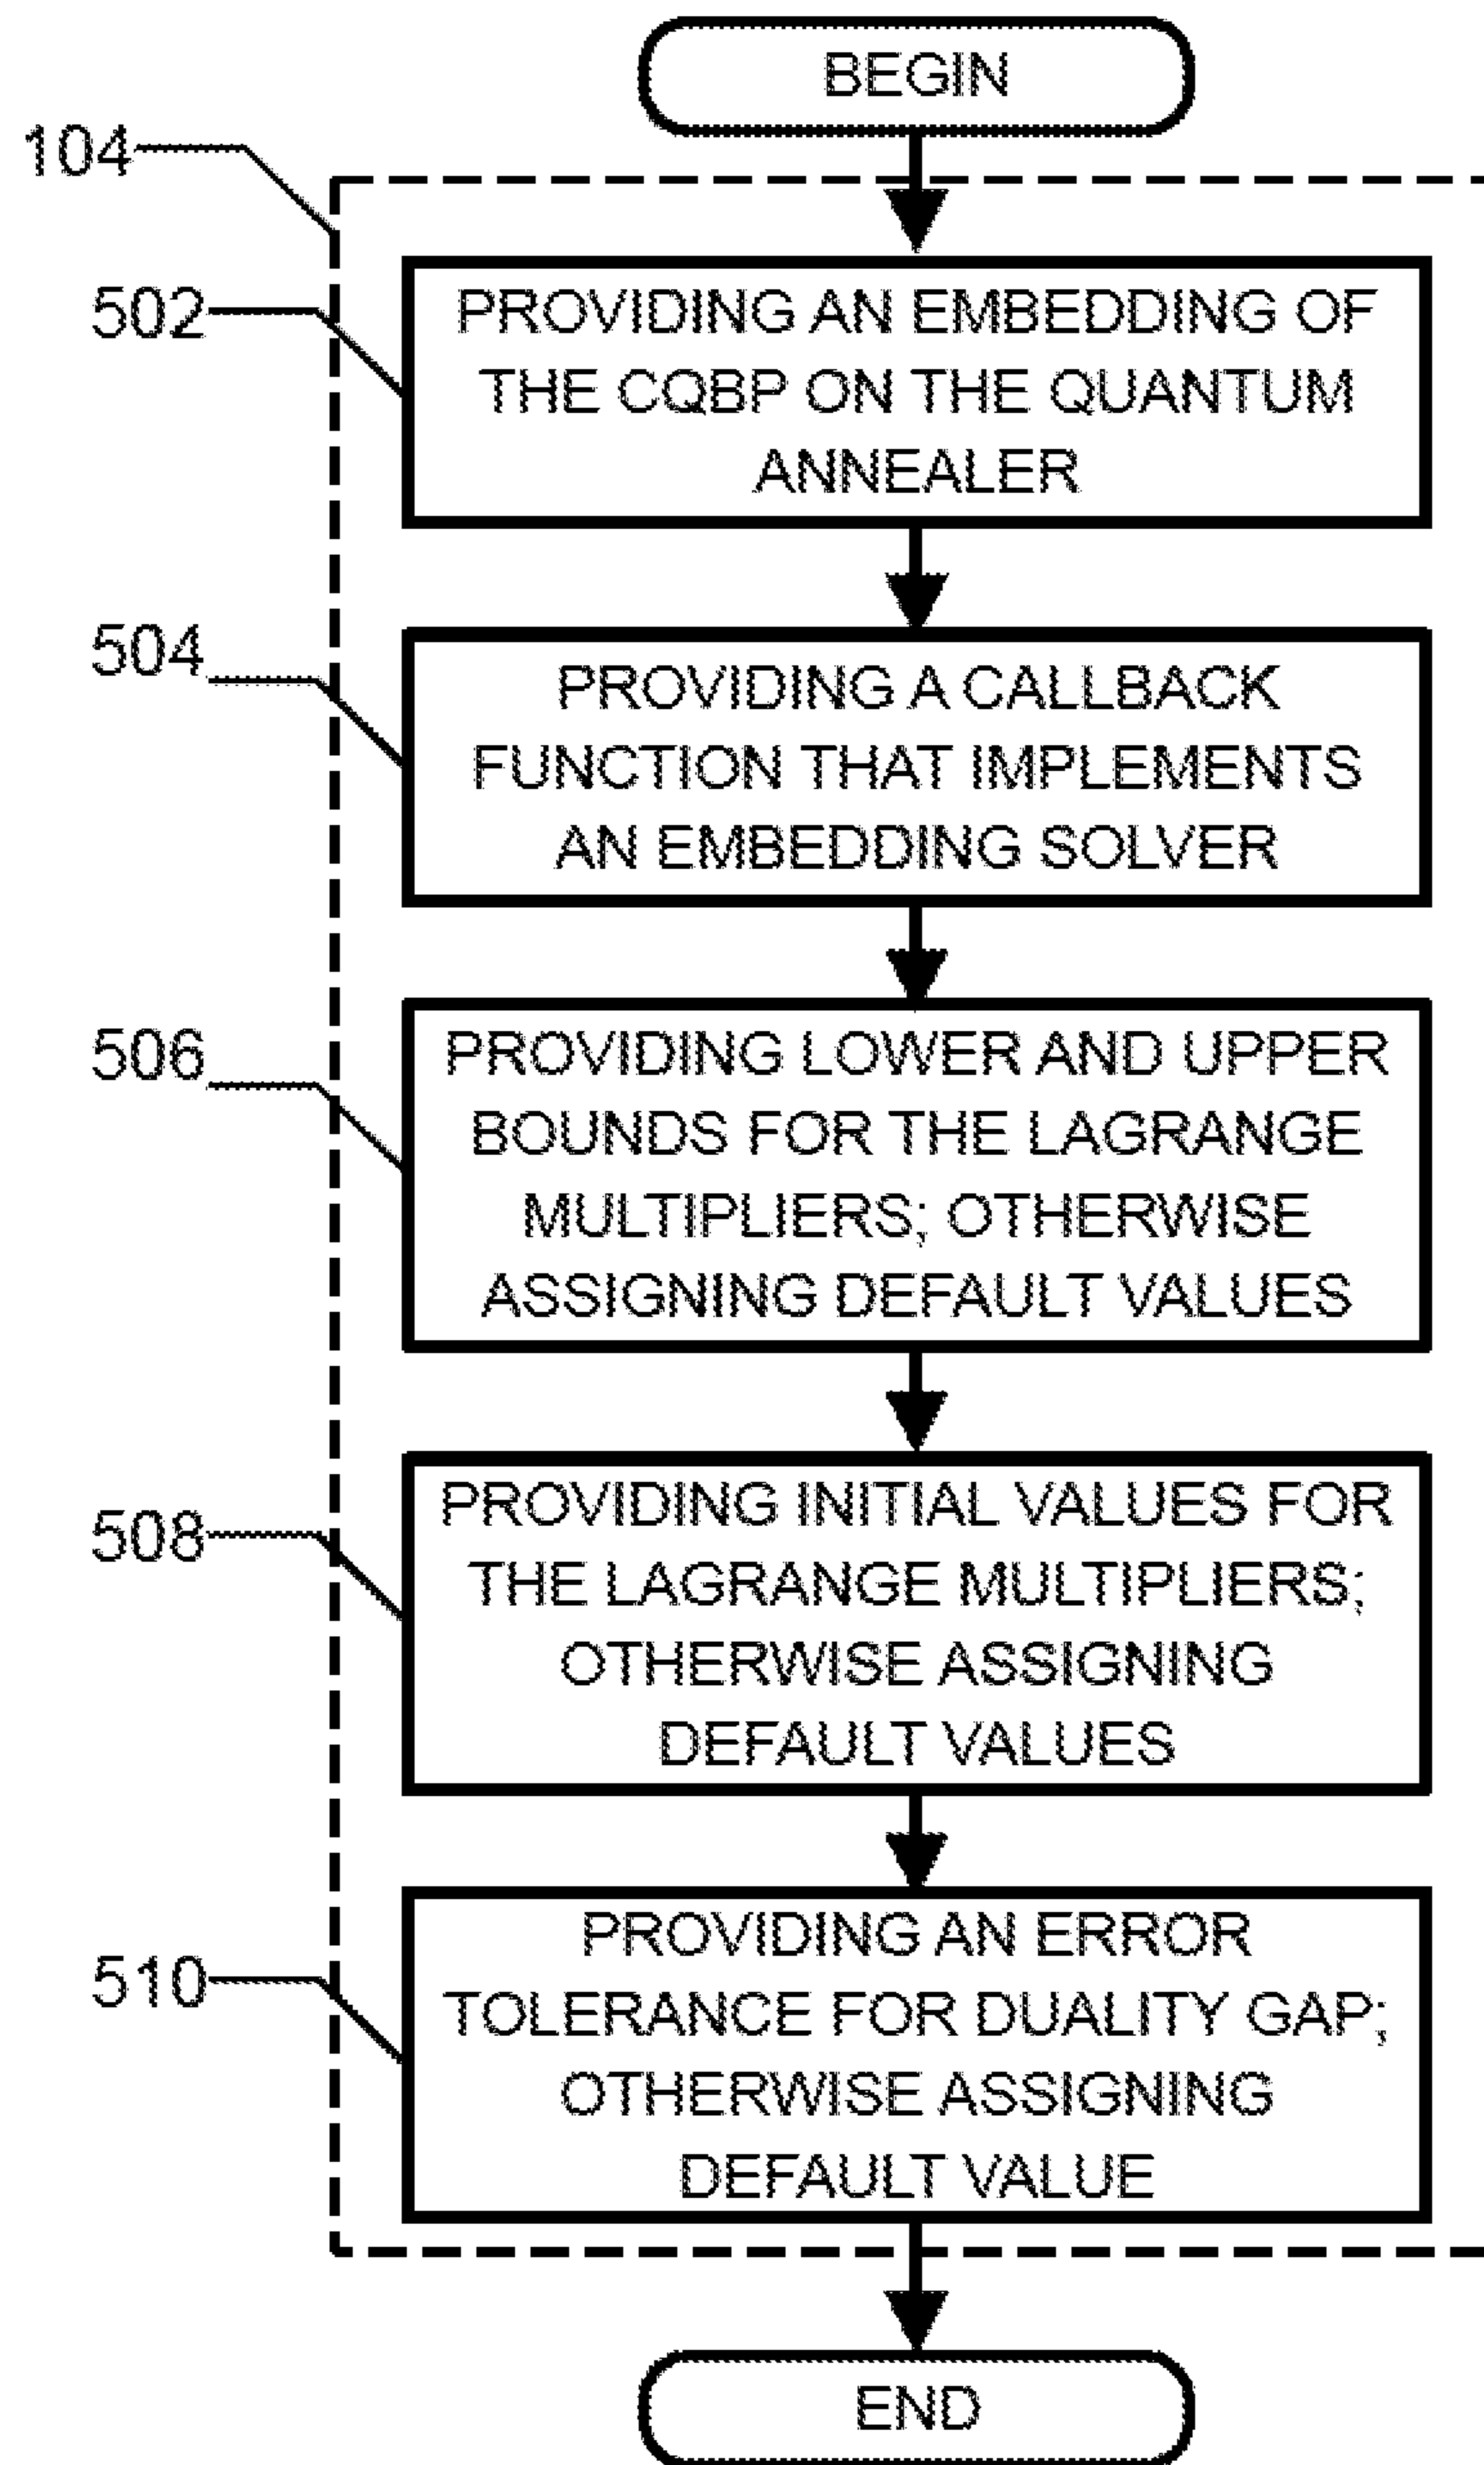 BEGIN
104
502
PROVIDING AN EMBEDDING OF
THE CQBP ON THE QUANTUM
ANNEALER
504
PROVIDING A CALLBACK
FUNCTION THAT IMPLEMENTS
AN EMBEDDING SOLVER
506
PROVIDING LOWER AND UPPER
BOUNDS FOR THE LAGRANGE
MULTIPLIERS; OTHERWISE
ASSIGNING DEFAULT VALUES
508
PROVIDING INITIAL VALUES FOR
THE LAGRANGE MULTIPLIERS;
OTHERWISE ASSIGNING
DEFAULT VALUES
510
PROVIDING AN ERROR
TOLERANCE FOR DUALITY GAP;
OTHERWISE ASSIGNING
DEFAULT VALUE
END